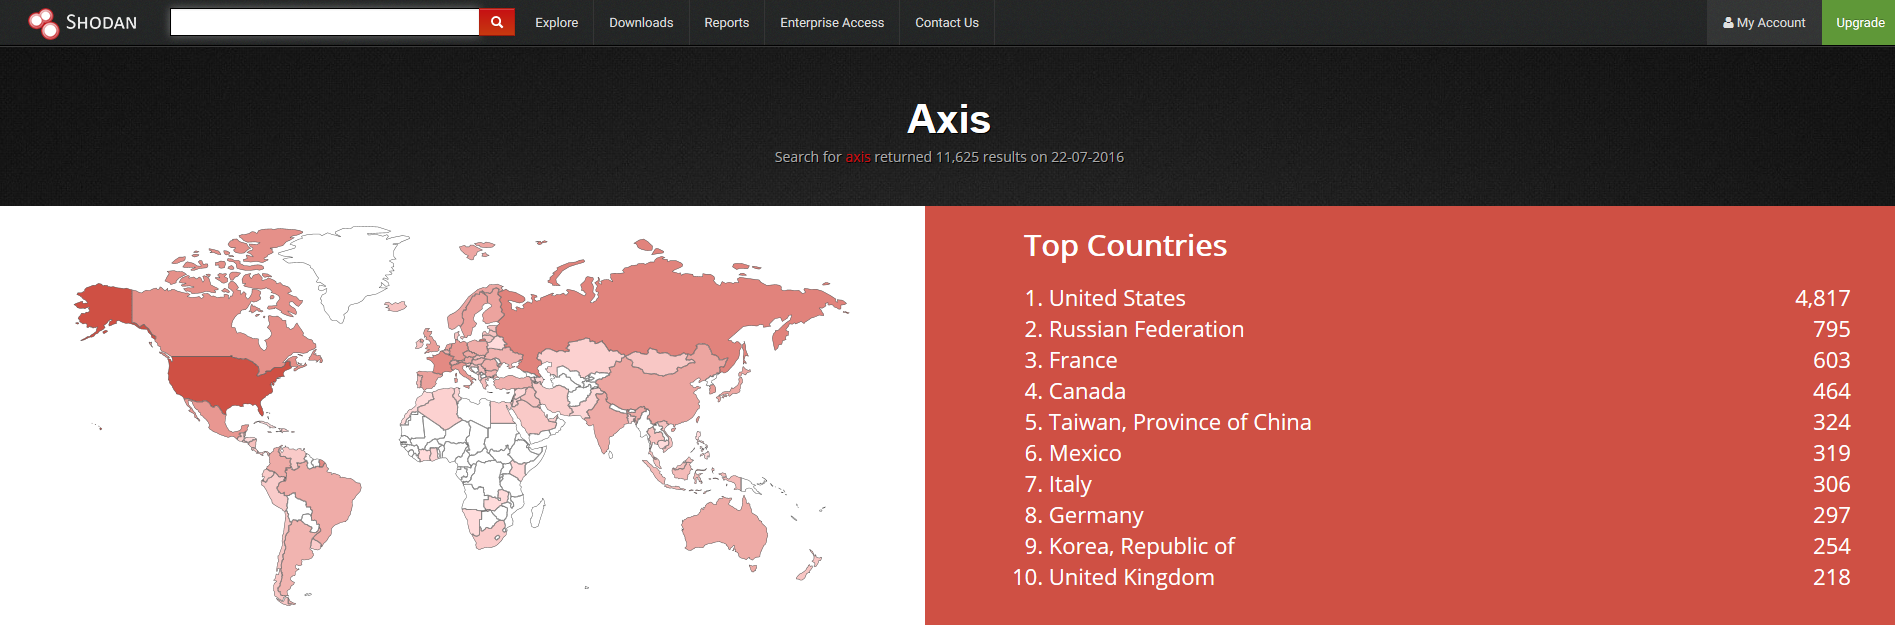 SHODAN
Explore
Downloads
Reports
Enterprise Access
Contact Us
My Account
Upgrade
Axis
Search for axis returned 11,625 results on 22-07-2016
Top Countries
1. United States 4,817
2. Russian Federation 795
3. France 603
4. Canada 464
5. Taiwan, Province of China 324
6. Mexico 319
7. Italy 306
8. Germany 297
9. Korea, Republic of 254
10. United Kingdom 218